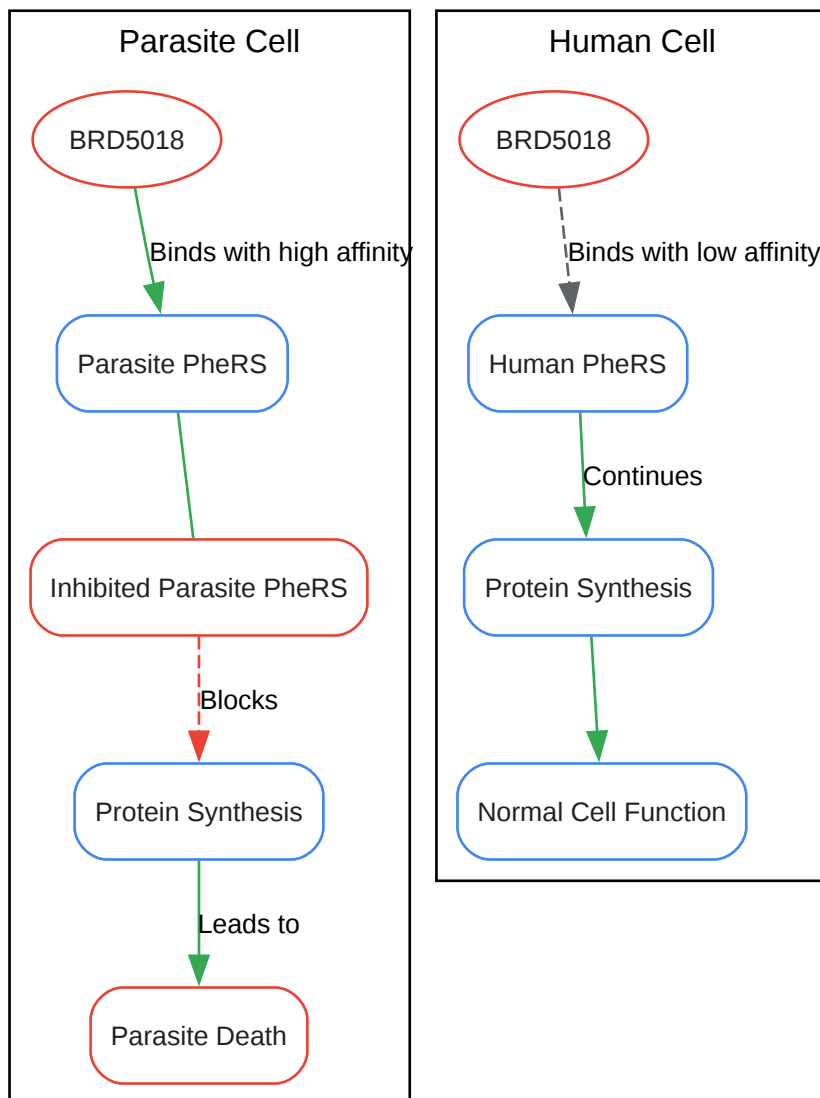 Parasite Cell
BRD5018
Binds with high affinity
Parasite PheRS
Inhibited Parasite PheRS
Blocks
Protein Synthesis
Leads to
Parasite Death
Human Cell
BRD5018
Binds with low affinity
Human PheRS
Continues
Protein Synthesis
Normal Cell Function